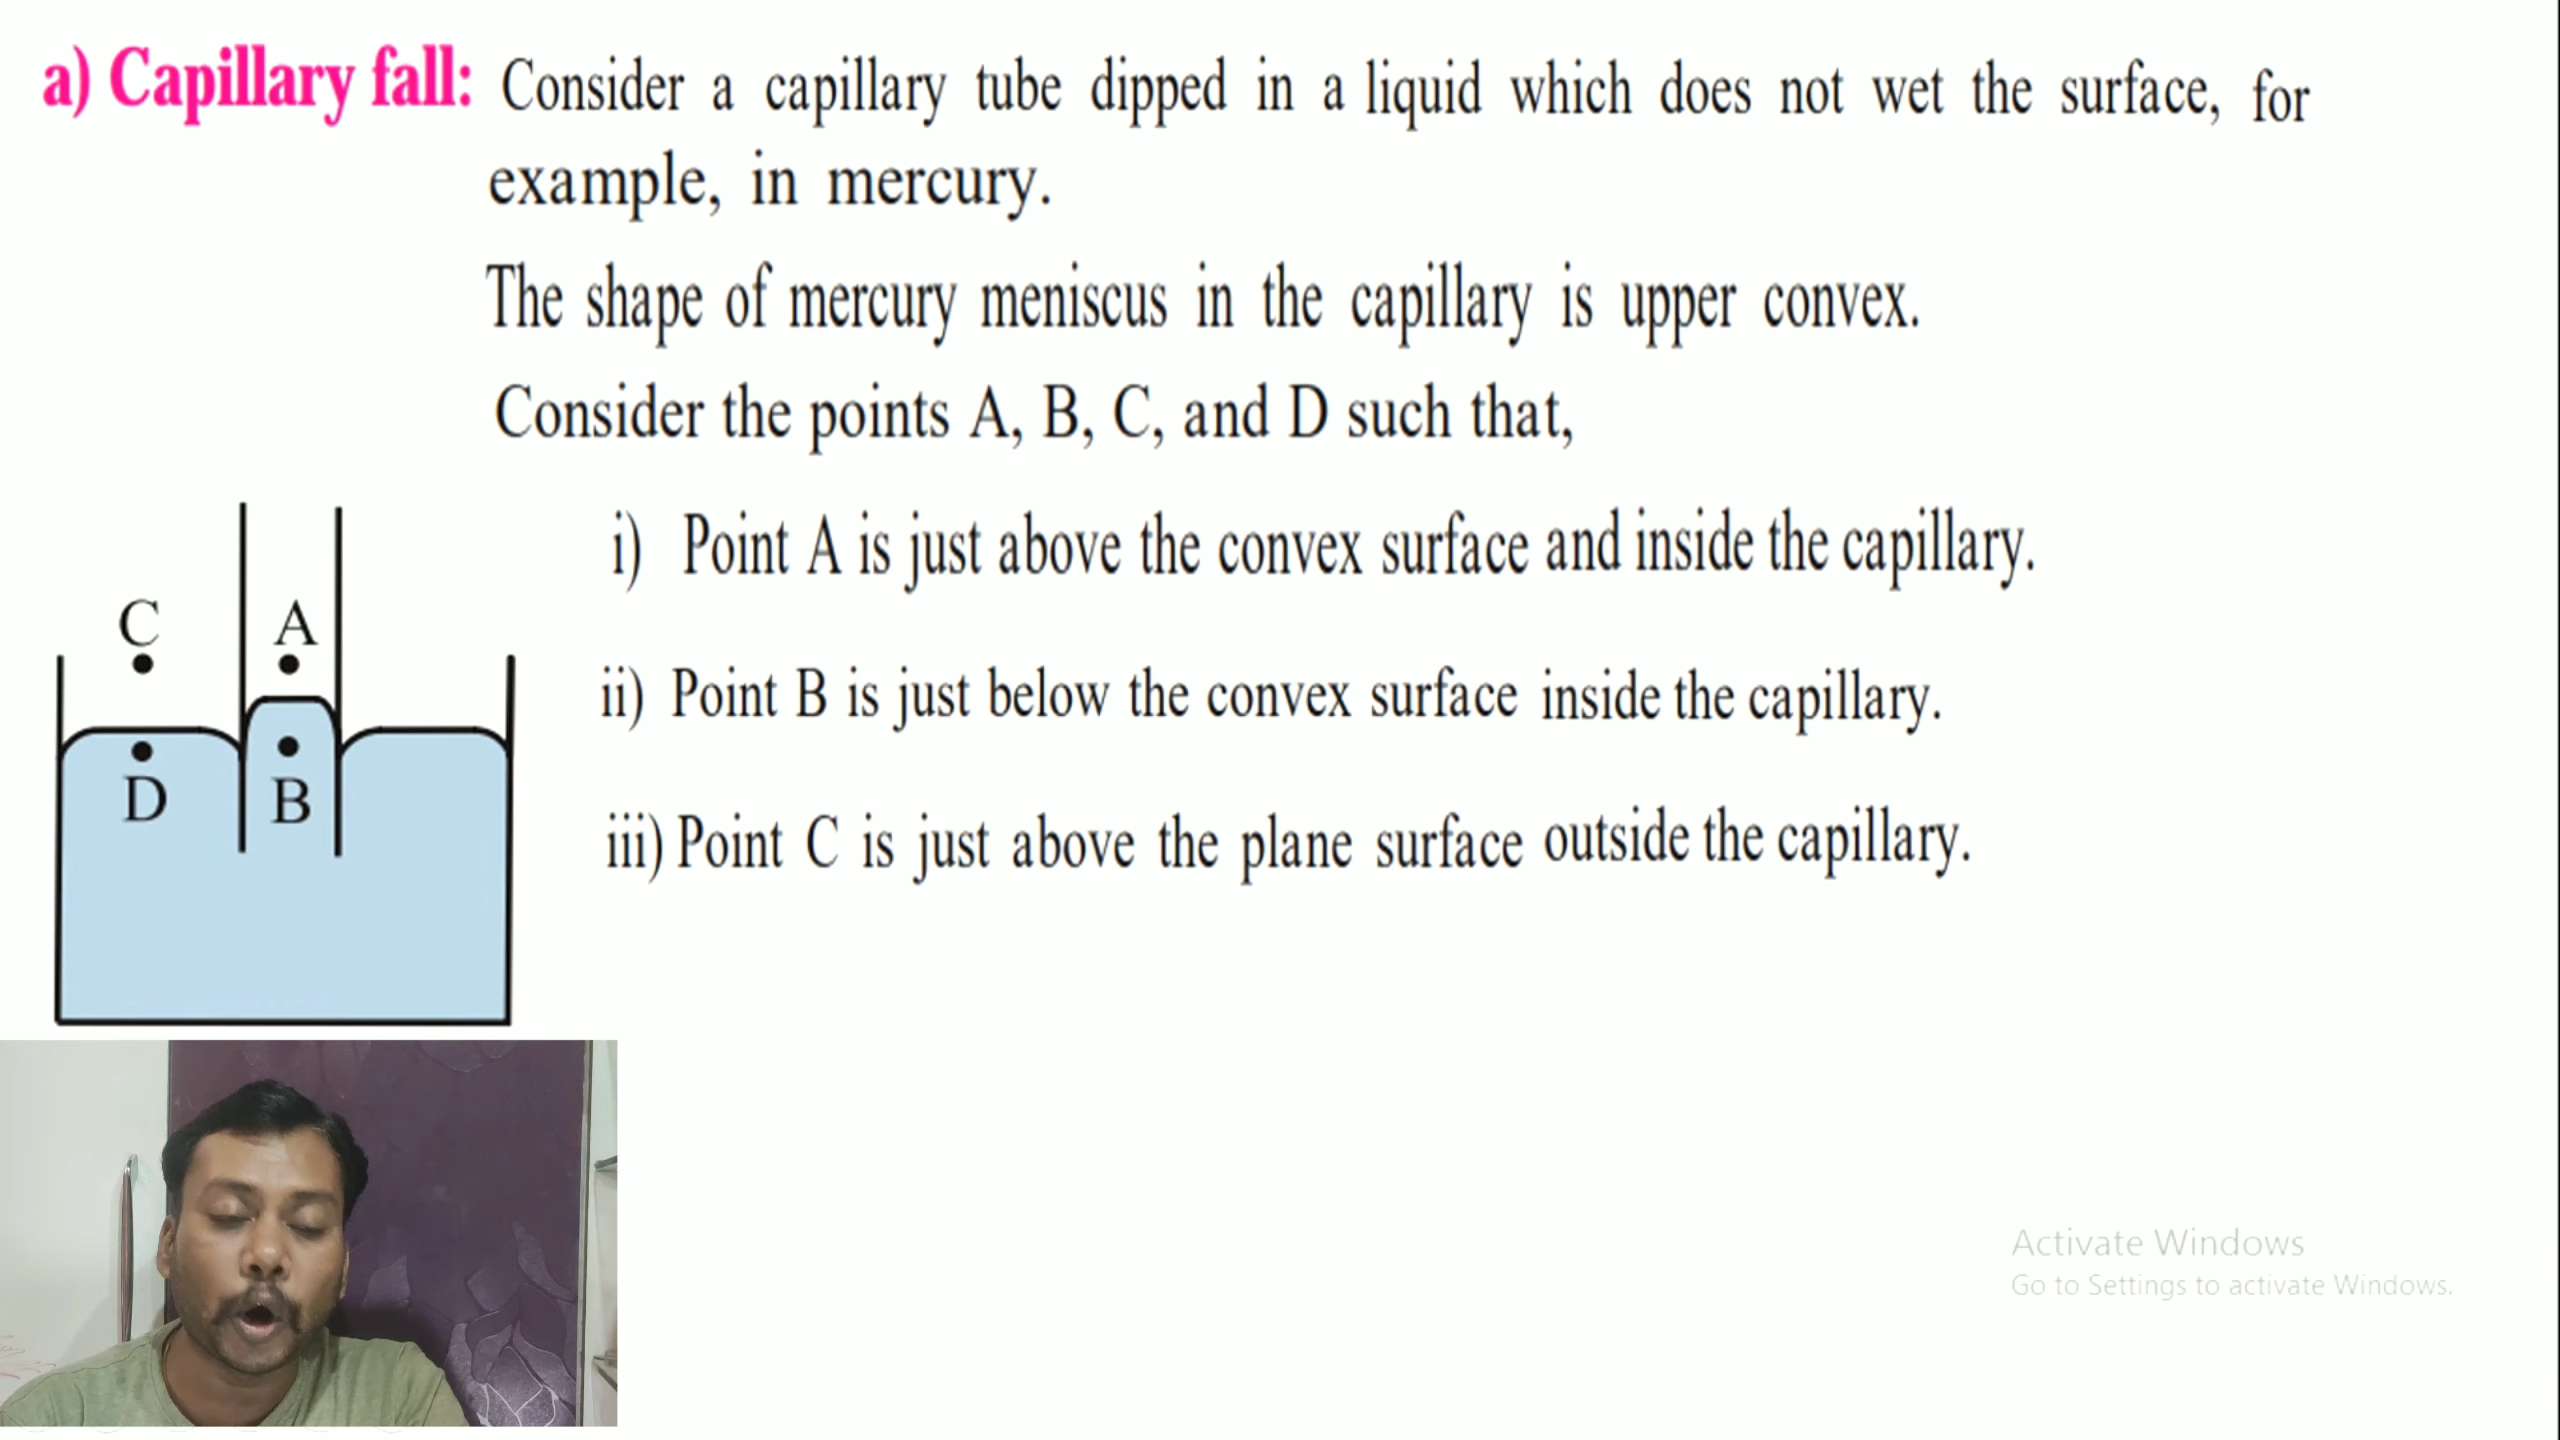 a) Capillary fall: Consider a capillary tube dipped in a liquid which does not wet the surface, for
example, in mercury.
The shape of mercury meniscus in the capillary is upper convex.
Consider the points A, B, C, and D such that,
i) Point A is just above the convex surface and inside the capillary.
C A
ii) Point B is just below the convex surface inside the capillary.
D B
iii) Point C is just above the plane surface outside the capillary.
Activate Windows
Go to Settings to activate Windows.